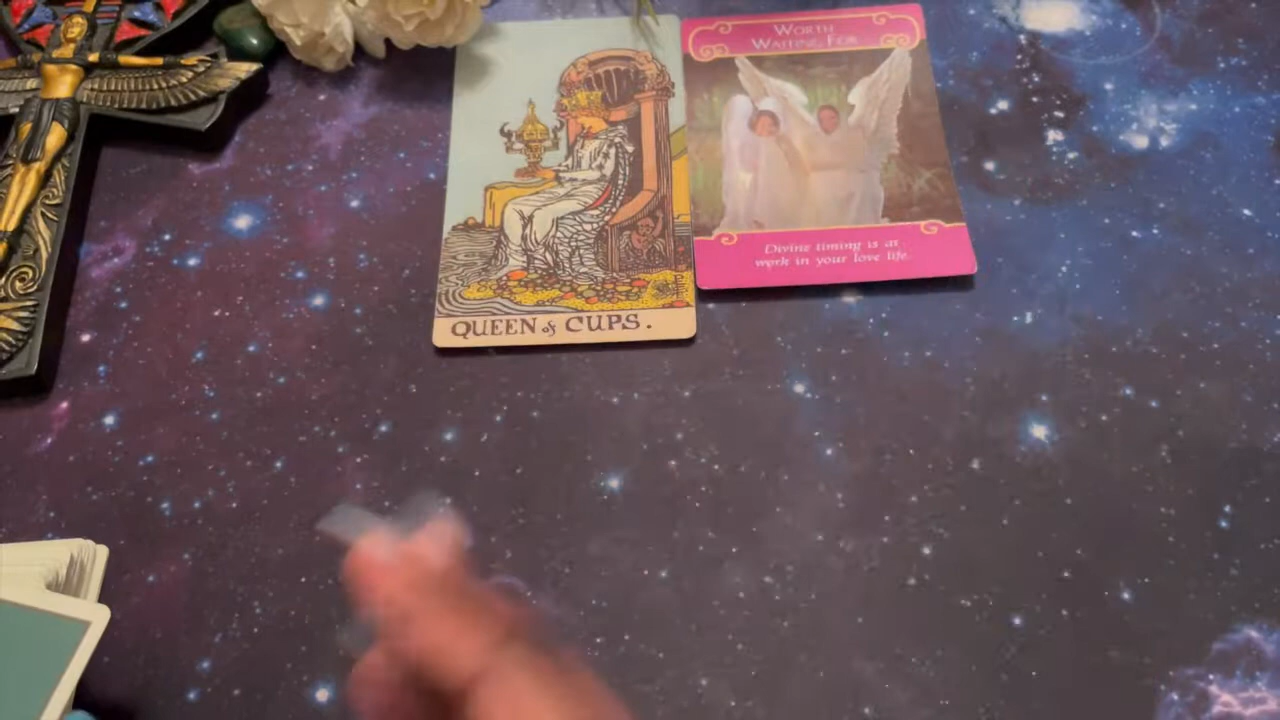 QUEEN of CUPS.
WORTH
WAITING FOR
Divine timing is at
work in your love life.